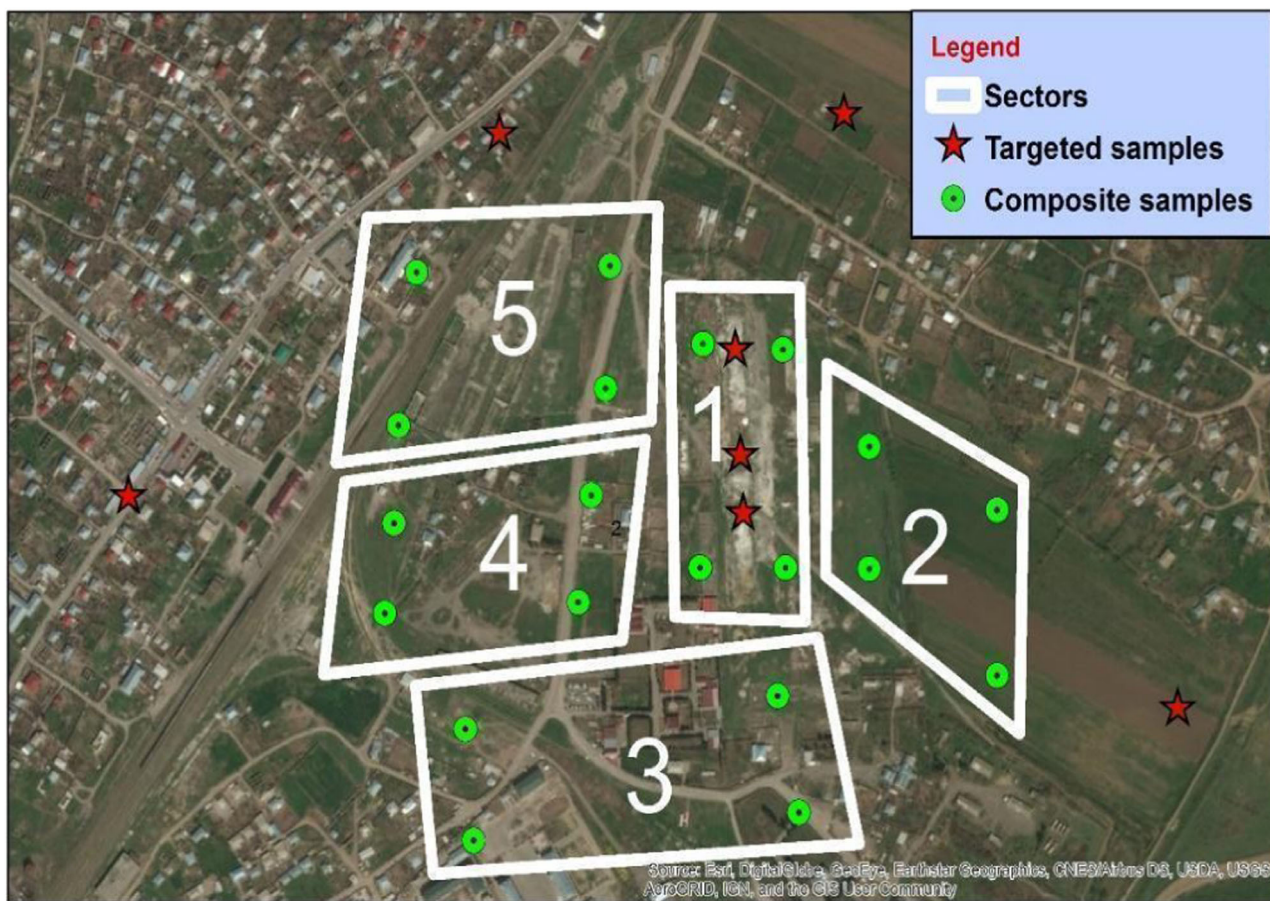 Legend
Sectors
Targeted samples
Composite samples
5
1
2
4
2
3
Source: Esri, DigitalGlobe, GeoEye, Earthstar Geographics, CNES/Airbus DS, USDA, USGS
AeroGRID, IGN, and the GIS User Community